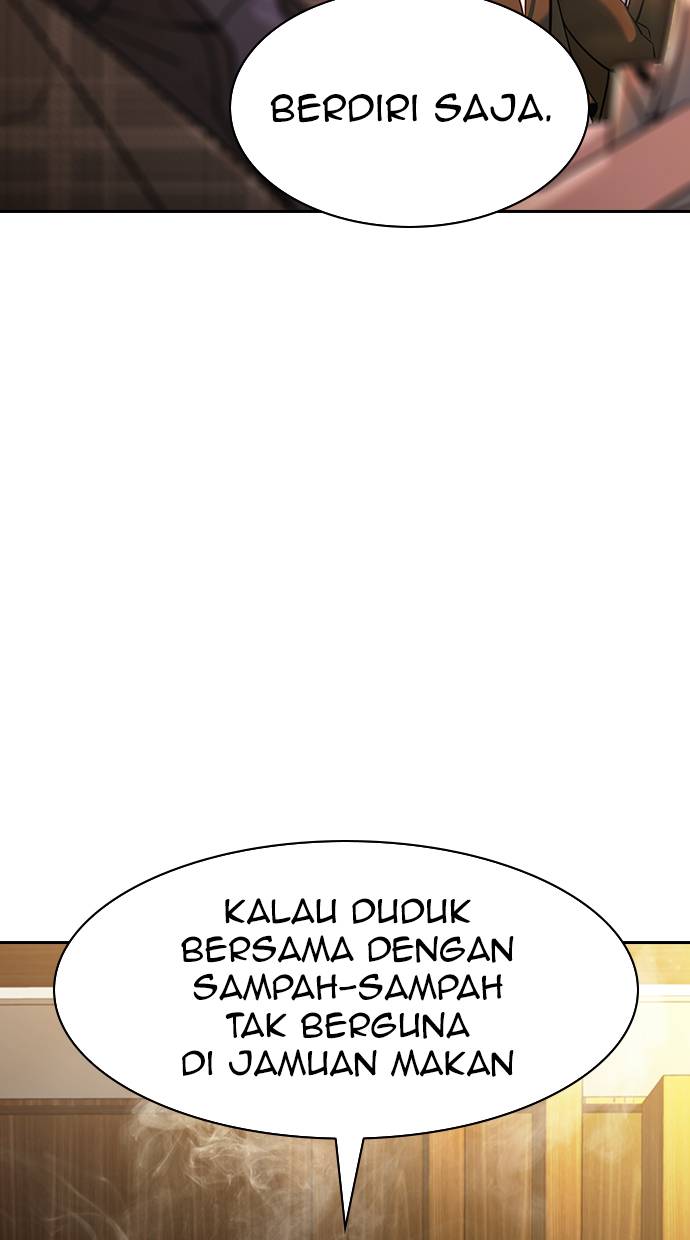 BERDIRI SAJA.
KALAU DUDUK
BERSAMA DENGAN
SAMPAH-SAMPAH
TAK BERGUNA
DI JAMUAN MAKAN